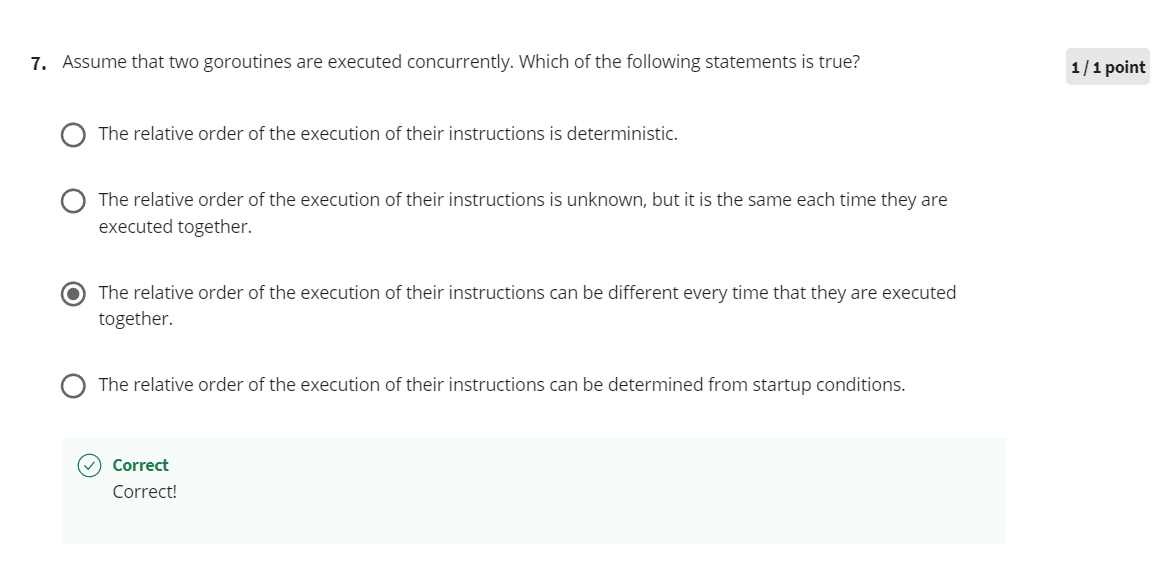 7. Assume that two goroutines are executed concurrently. Which of the following statements is true?
1 / 1 point
The relative order of the execution of their instructions is deterministic.
The relative order of the execution of their instructions is unknown, but it is the same each time they are
executed together.
The relative order of the execution of their instructions can be different every time that they are executed
together.
The relative order of the execution of their instructions can be determined from startup conditions.
Correct
Correct!